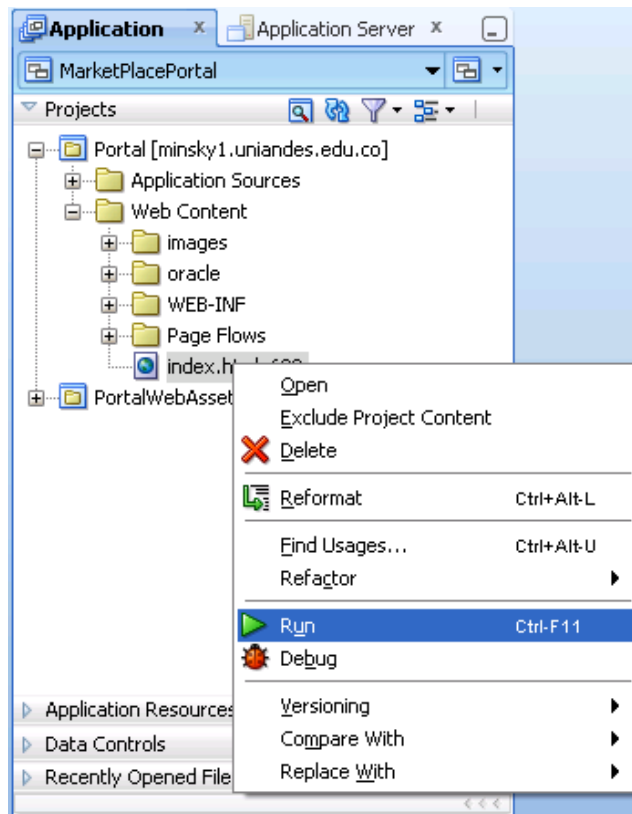 Application x Application Server x
MarketPlacePortal
Projects
Portal [minsky1.uniandes.edu.co]
Application Sources
Web Content
images
oracle
WEB-INF
Page Flows
Open
PortalWebAsset
Exclude Project Content
Delete
Reformat Ctrl+Alt-L
Find Usages... Ctrl+Alt-U
Refactor
Run Ctrl-F11
Debug
Application Resources
Versioning
Data Controls
Compare With
Recently Opened File
Replace With